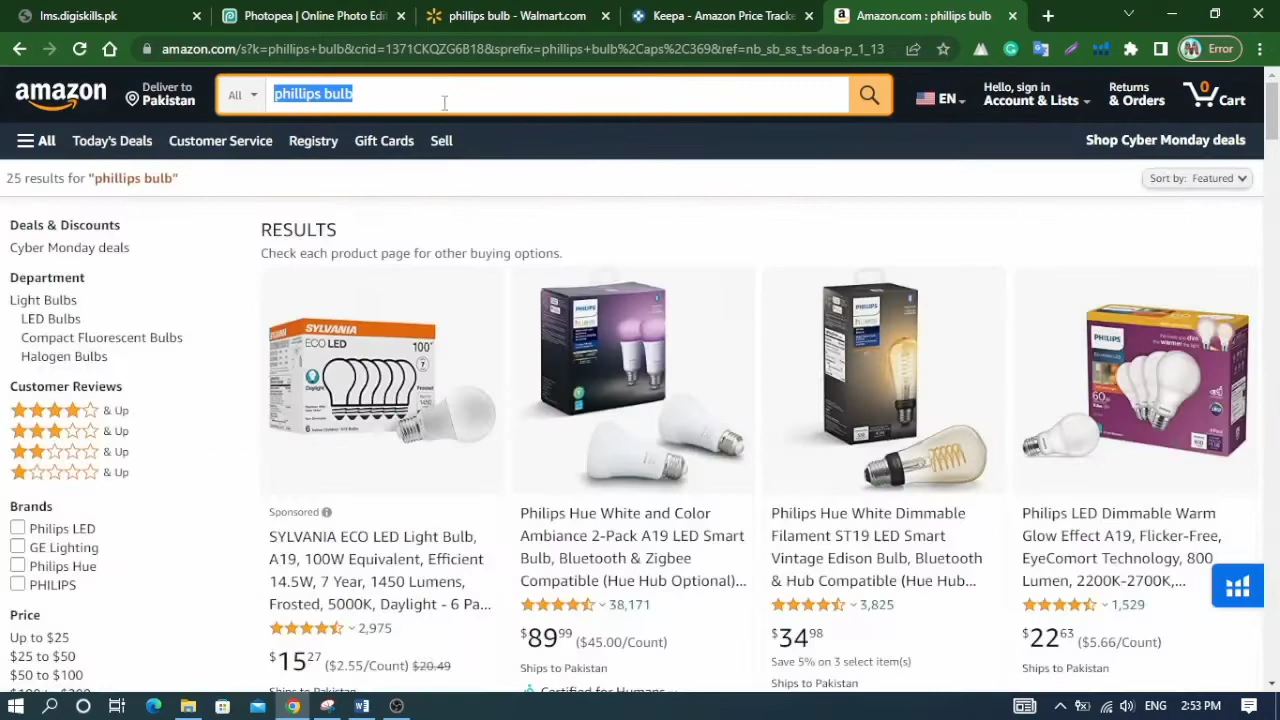 lms.digiskills.pk
Photopea | Online Photo Edi
phillips bulb - Walmart.com
Keepa - Amazon Price Tracke
Amazon.com : phillips bulb
amazon.com/s?k=phillips+bulb&crid=1371CKQZG6B18&sprefix=phillips+bulb%2Caps%2C369&ref=nb_sb_ss_ts-doa-p_1_13
Error
amazon
Deliver to
Pakistan
All
phillips bulb
EN
Hello, sign in
Account & Lists
Returns
& Orders
0
Cart
All
Today's Deals
Customer Service
Registry
Gift Cards
Sell
Shop Cyber Monday deals
25 results for "phillips bulb"
Sort by: Featured
Deals & Discounts
Cyber Monday deals
Department
Light Bulbs
LED Bulbs
Compact Fluorescent Bulbs
Halogen Bulbs
Customer Reviews
& Up
& Up
& Up
& Up
Brands
Philips LED
GE Lighting
Philips Hue
PHILIPS
Price
Up to $25
$25 to $50
$50 to $100
RESULTS
Check each product page for other buying options.
SYLVANIA
ECO LED
100
Sponsored
SYLVANIA ECO LED Light Bulb,
A19, 100W Equivalent, Efficient
14.5W, 7 Year, 1450 Lumens,
Frosted, 5000K, Daylight - 6 Pa...
2,975
$15 27 ($2.55/Count) $20.49
Ships to Pakistan
PHILIPS
Philips Hue White and Color
Ambiance 2-Pack A19 LED Smart
Bulb, Bluetooth & Zigbee
Compatible (Hue Hub Optional)...
38,171
$89 99 ($45.00/Count)
Ships to Pakistan
Certified for Humans
PHILIPS
Philips Hue White Dimmable
Filament ST19 LED Smart
Vintage Edison Bulb, Bluetooth
& Hub Compatible (Hue Hub...
3,825
$34 98
Save 5% on 3 select item(s)
Ships to Pakistan
PHILIPS
60
Philips LED Dimmable Warm
Glow Effect A19, Flicker-Free,
EyeComort Technology, 800
Lumen, 2200K-2700K,...
1,529
$22 63 ($5.66/Count)
Ships to Pakistan
ENG
2:53 PM